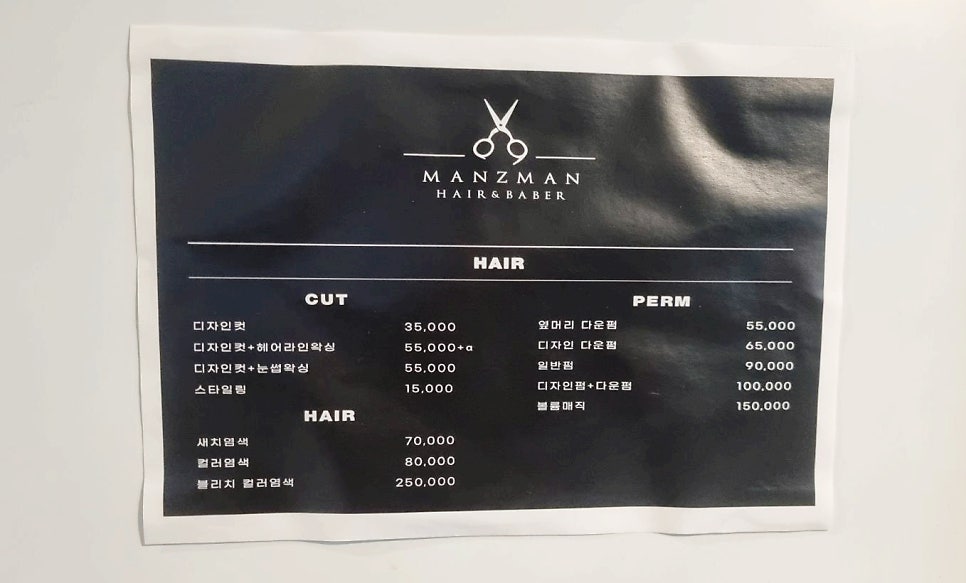 MANZMAN
HAIR&BABER
HAIR
CUT
디자인컷 35,000
디자인컷+헤어라인왁싱 55,000+α
디자인컷+눈썹왁싱 55,000
스타일링 15,000
HAIR
새치염색 70,000
컬러염색 80,000
블리치 컬러염색 250,000
PERM
옆머리 다운펌 55,000
디자인 다운펌 65,000
일반펌 90,000
디자인펌+다운펌 100,000
볼륨매직 150,000